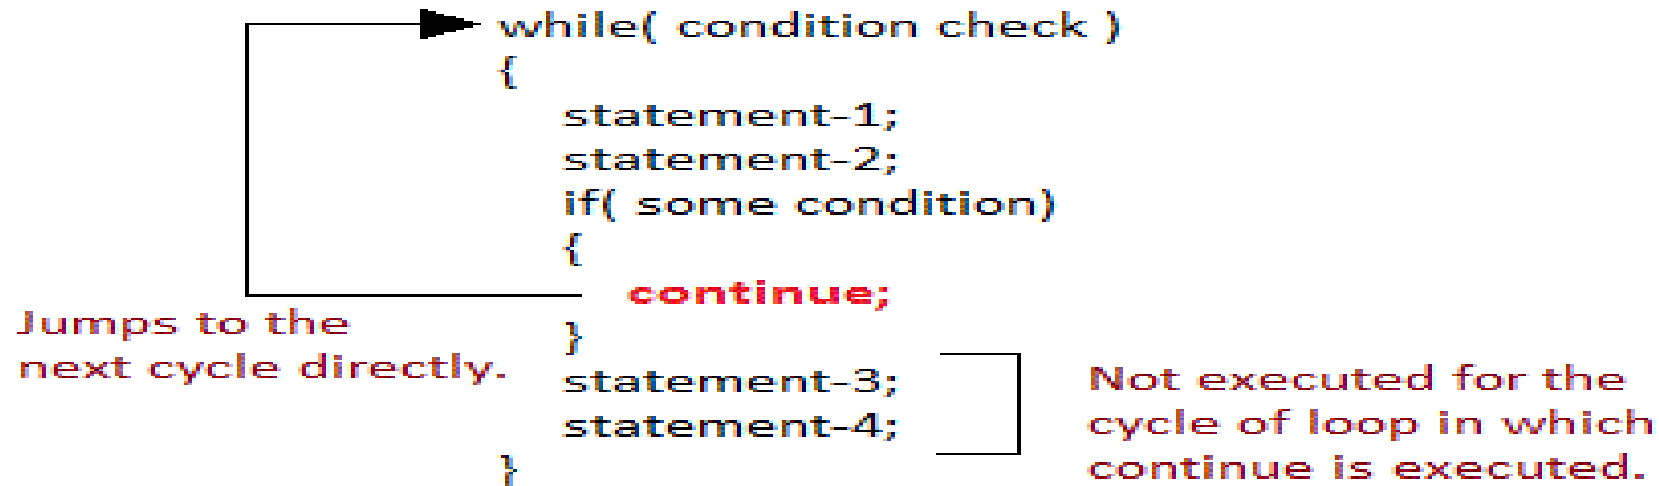 while( condition check )
{
statement-1;
statement-2;
if( some condition)
{
continue;
}
statement-3;
statement-4;
}
Jumps to the
next cycle directly.
Not executed for the
cycle of loop in which
continue is executed.